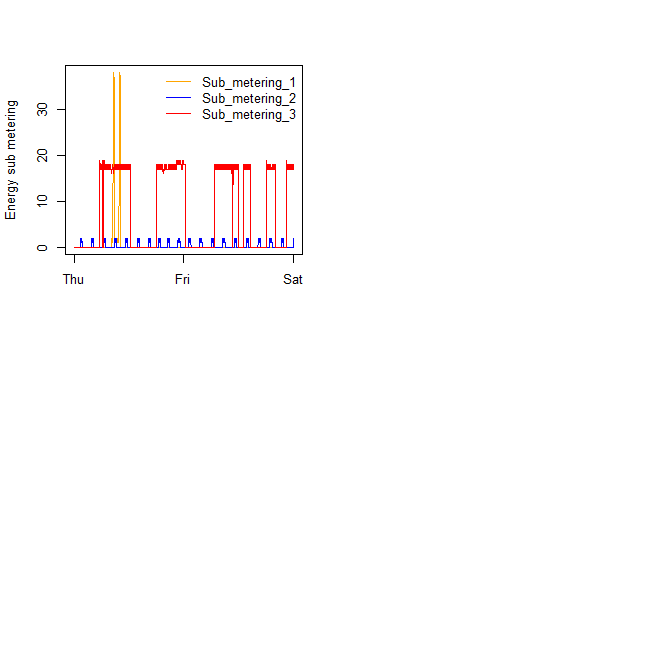 Sub_metering_1
Sub_metering_2
Sub_metering_3
Energy sub metering
30
20
10
0
Thu Fri Sat